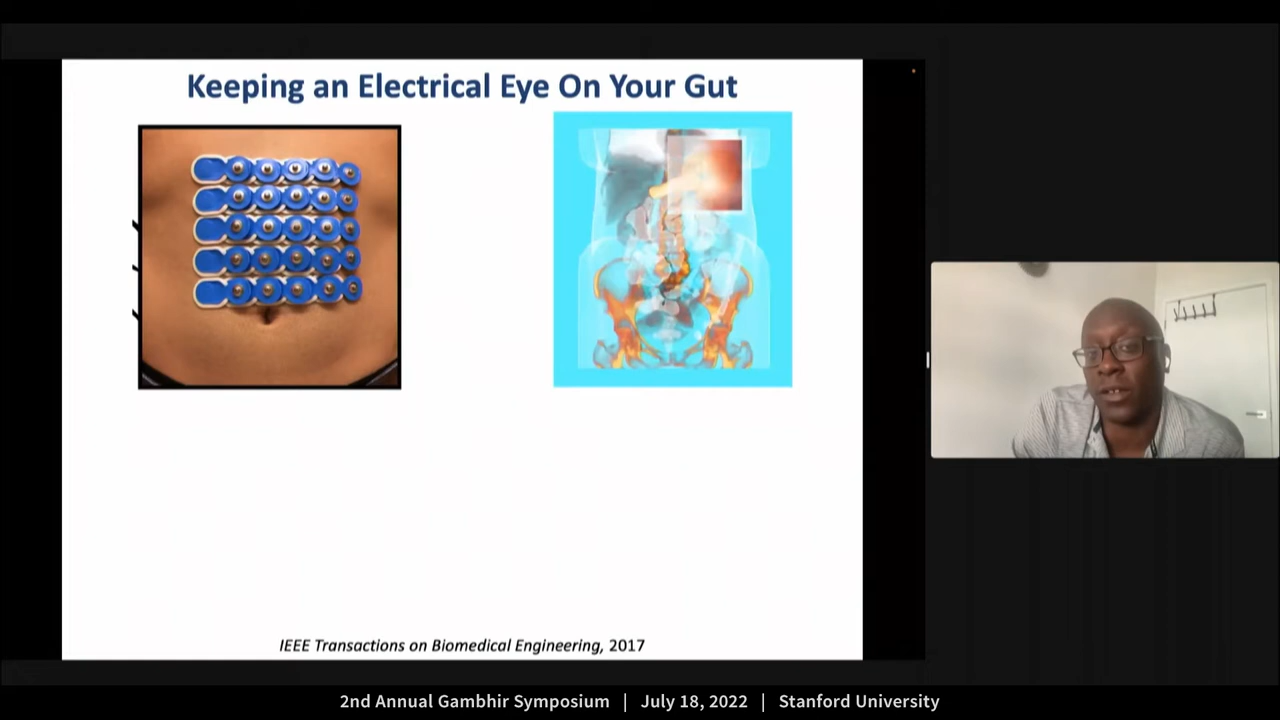 Keeping an Electrical Eye On Your Gut
IEEE Transactions on Biomedical Engineering, 2017
2nd Annual Gambhir Symposium | July 18, 2022 | Stanford University